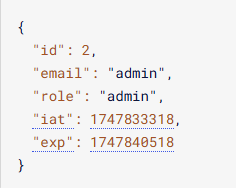 {
"id": 2,
"email": "admin",
"role": "admin",
"iat": 1747833318,
"exp": 1747840518
}